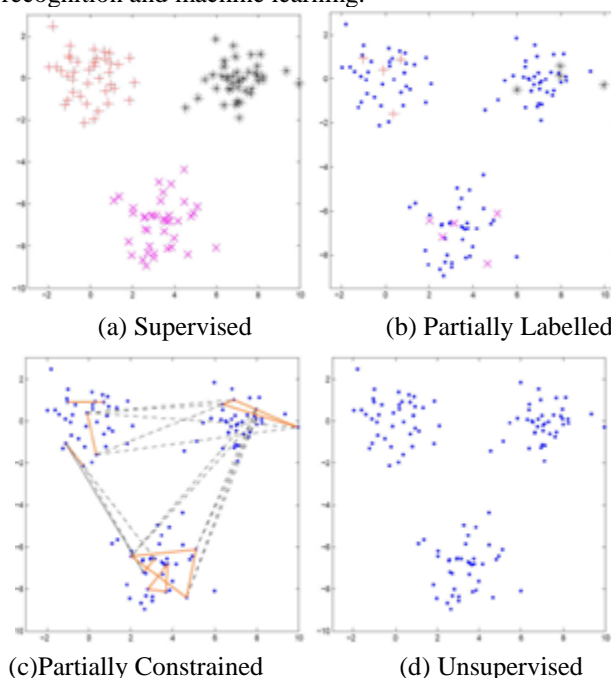 recognition and machine learning.
(a) Supervised
(b) Partially Labelled
(c)Partially Constrained
(d) Unsupervised